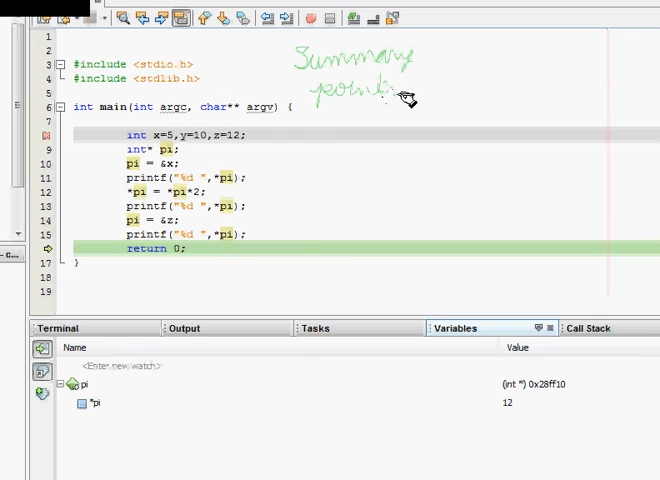 1
2
3 #include <stdio.h>
4 #include <stdlib.h>
5
6 int main(int argc, char** argv) {
7
int x=5,y=10,z=12;
9 int* pi;
10 pi = &x;
11 printf("%d ",*pi);
12 *pi = *pi*2;
13 printf("%d ",*pi);
14 pi = &z;
15 printf("%d ",*pi);
return 0;
17 }
18
19
Summary
point
- c...
Terminal Output Tasks Variables Call Stack
Name Value
<Enter new watch>
pi (int *) 0x28ff10
*pi 12